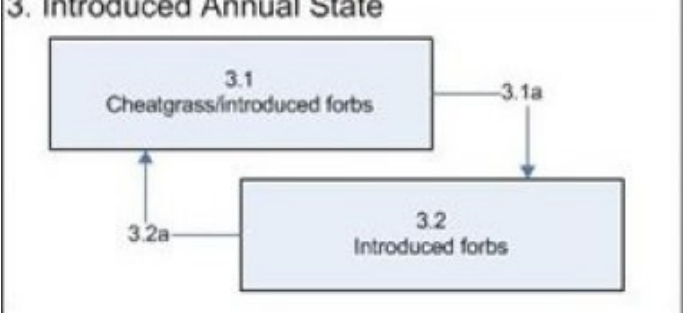 3. Introduced Annual State
3.1
Cheatgrass/introduced forbs
3.1a
3.2
Introduced forbs
3.2a